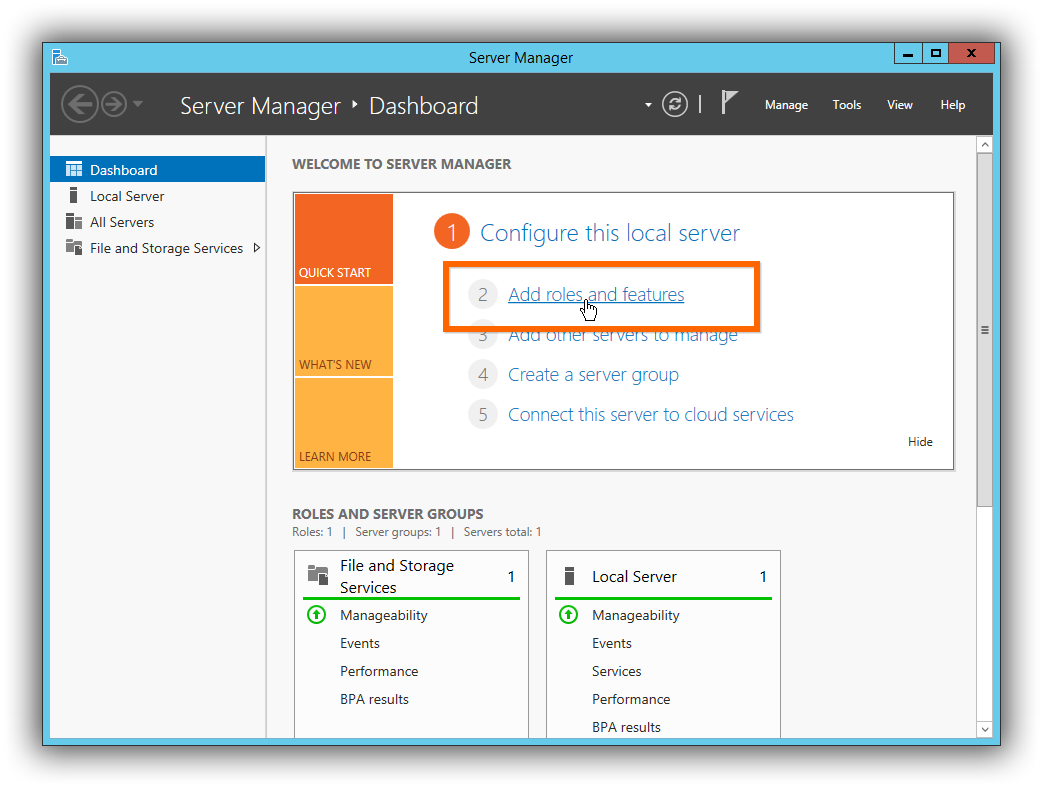 Server Manager
Server Manager ‣ Dashboard
Manage Tools View Help
Dashboard
Local Server
All Servers
File and Storage Services
WELCOME TO SERVER MANAGER
QUICK START
WHAT'S NEW
LEARN MORE
1 Configure this local server
2 Add roles and features
3 Add other servers to manage
4 Create a server group
5 Connect this server to cloud services
Hide
ROLES AND SERVER GROUPS
Roles: 1 | Server groups: 1 | Servers total: 1
File and Storage
Services 1
Manageability
Events
Performance
BPA results
Local Server 1
Manageability
Events
Services
Performance
BPA results